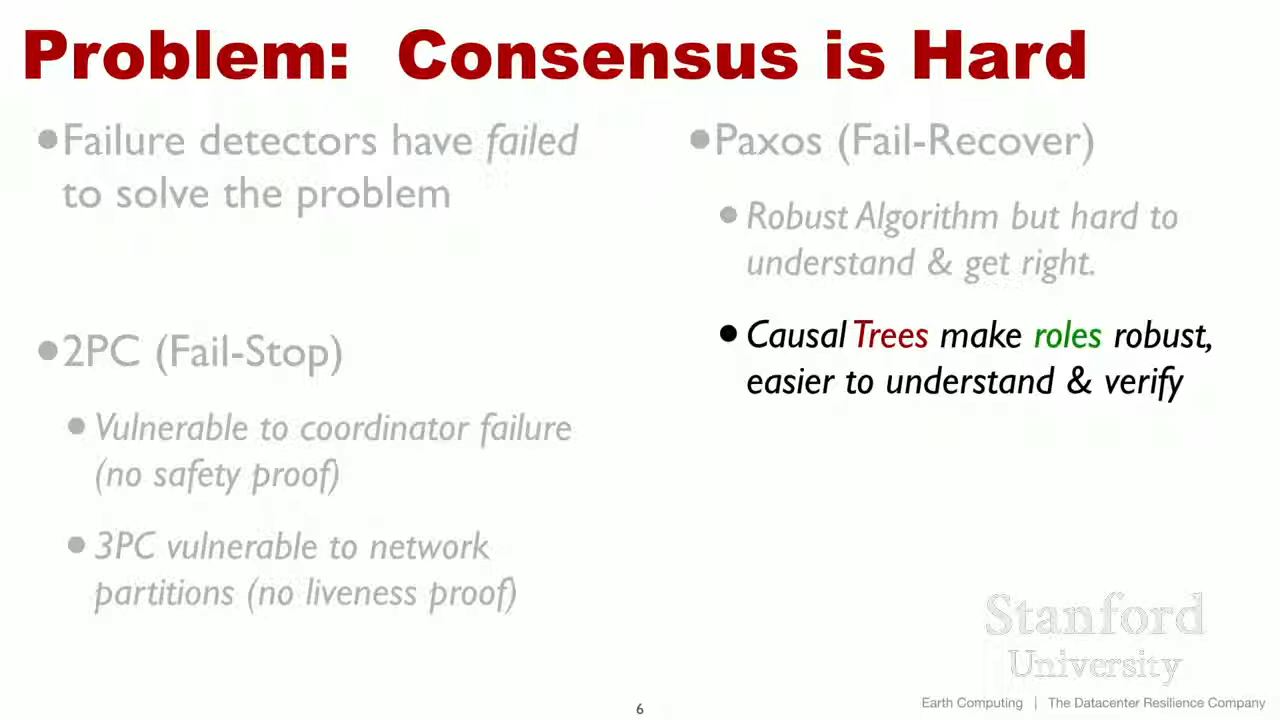 Problem: Consensus is Hard
•Failure detectors have failed
to solve the problem
•2PC (Fail-Stop)
• Vulnerable to coordinator failure
(no safety proof)
• 3PC vulnerable to network
partitions (no liveness proof)
•Paxos (Fail-Recover)
• Robust Algorithm but hard to
understand & get right.
• Causal Trees make roles robust,
easier to understand & verify
Stanford
University
6
Earth Computing | The Datacenter Resilience Company